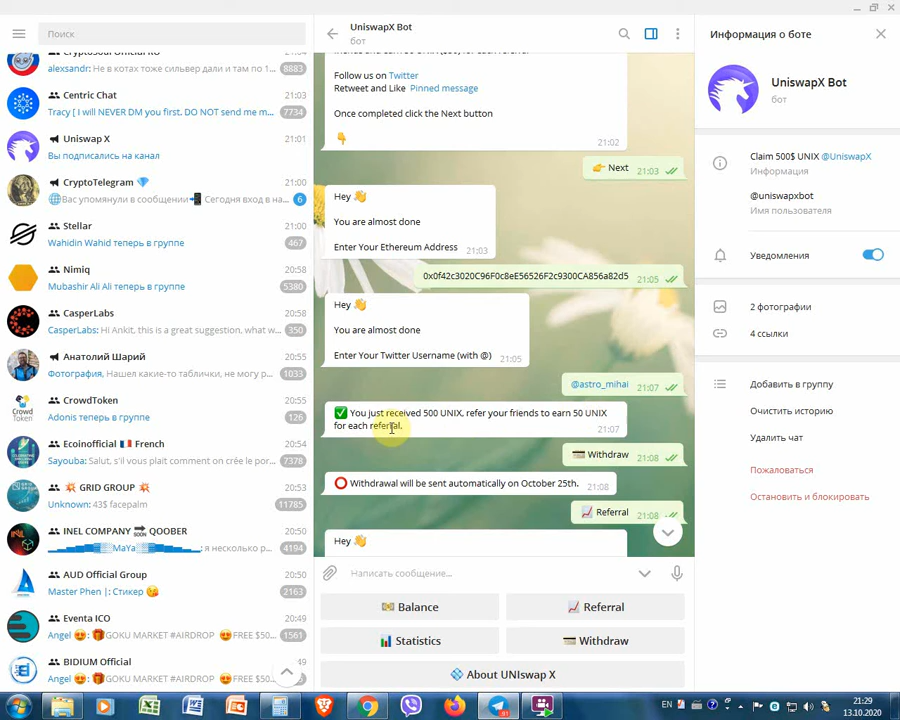 Поиск
CryptoSoul Official RU
21:04
alexsandr: Не в котах тоже сильвер дали и там по 1...
8883
Centric Chat
21:03
Tracy [ I will NEVER DM you first, DO NOT send me m...
7734
Uniswap X
21:01
Вы подписались на канал
CryptoTelegram 💎
21:00
🌐Вас упомянули в сообщении📲 Сегодня вход в на...
6
Stellar
21:00
Wahidin Wahid теперь в группе
467
Nimiq
20:58
Mubashir Ali Ali теперь в группе
5380
CasperLabs
20:58
CasperLabs: Hi Ankit, this is a great suggestion, what w...
350
Анатолий Шарий
20:55
Фотография, Нашел какие-то таблички, не могу р...
1033
CrowdToken
20:55
Crowd
Token
Adonis теперь в группе
126
Ecoinofficial 🇫🇷 French
20:54
Sayouba: Salut, s'il vous plait comment on crée le por...
7378
💥 GRID GROUP 💥
20:53
Unknown: 43$ facepalm
11785
INEL COMPANY 🔜 QOOBER
20:50
MaYa
: я несколько р...
4194
AUD Official Group
20:50
Master Phen |: Стикер 😘
2163
Eventa ICO
20:49
Angel 😍: 🎁GOKU MARKET #AIRDROP 😍FREE $50...
1561
BIDIUM Official
20:49
Angel 😍: 🎁GOKU MARKET #AIRDROP 😍FREE $50...
UniswapX Bot
бот
Follow us on Twitter
Retweet and Like Pinned message
Once completed click the Next button
👇
21:02
👉 Next
21:03
Hey 👋
You are almost done
Enter Your Ethereum Address
21:03
0x0f42c3020C96F0c8eE56526F2c9300CA856a82d5
21:05
Hey 👋
You are almost done
Enter Your Twitter Username (with @)
21:05
@astro_mihai
21:07
✅ You just received 500 UNIX, refer your friends to earn 50 UNIX
for each referral.
21:07
💳 Withdraw
21:08
⭕ Withdrawal will be sent automatically on October 25th.
21:08
📈 Referral
21:08
Hey 👋
Написать сообщение...
💵 Balance
📈 Referral
📊 Statistics
💳 Withdraw
💠 About UNIswap X
Информация о боте
UniswapX Bot
бот
Claim 500$ UNIX @UniswapX
Информация
@uniswapxbot
Имя пользователя
Уведомления
2 фотографии
4 ссылки
Добавить в группу
Очистить историю
Удалить чат
Пожаловаться
Остановить и блокировать
EN
21:29
13.10.2020